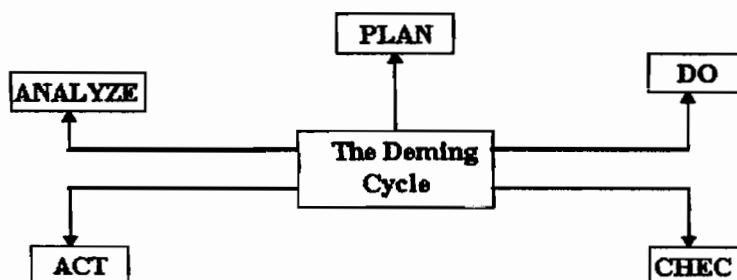 PLAN
DO
ANALYZE
The Deming
Cycle
ACT
CHEC